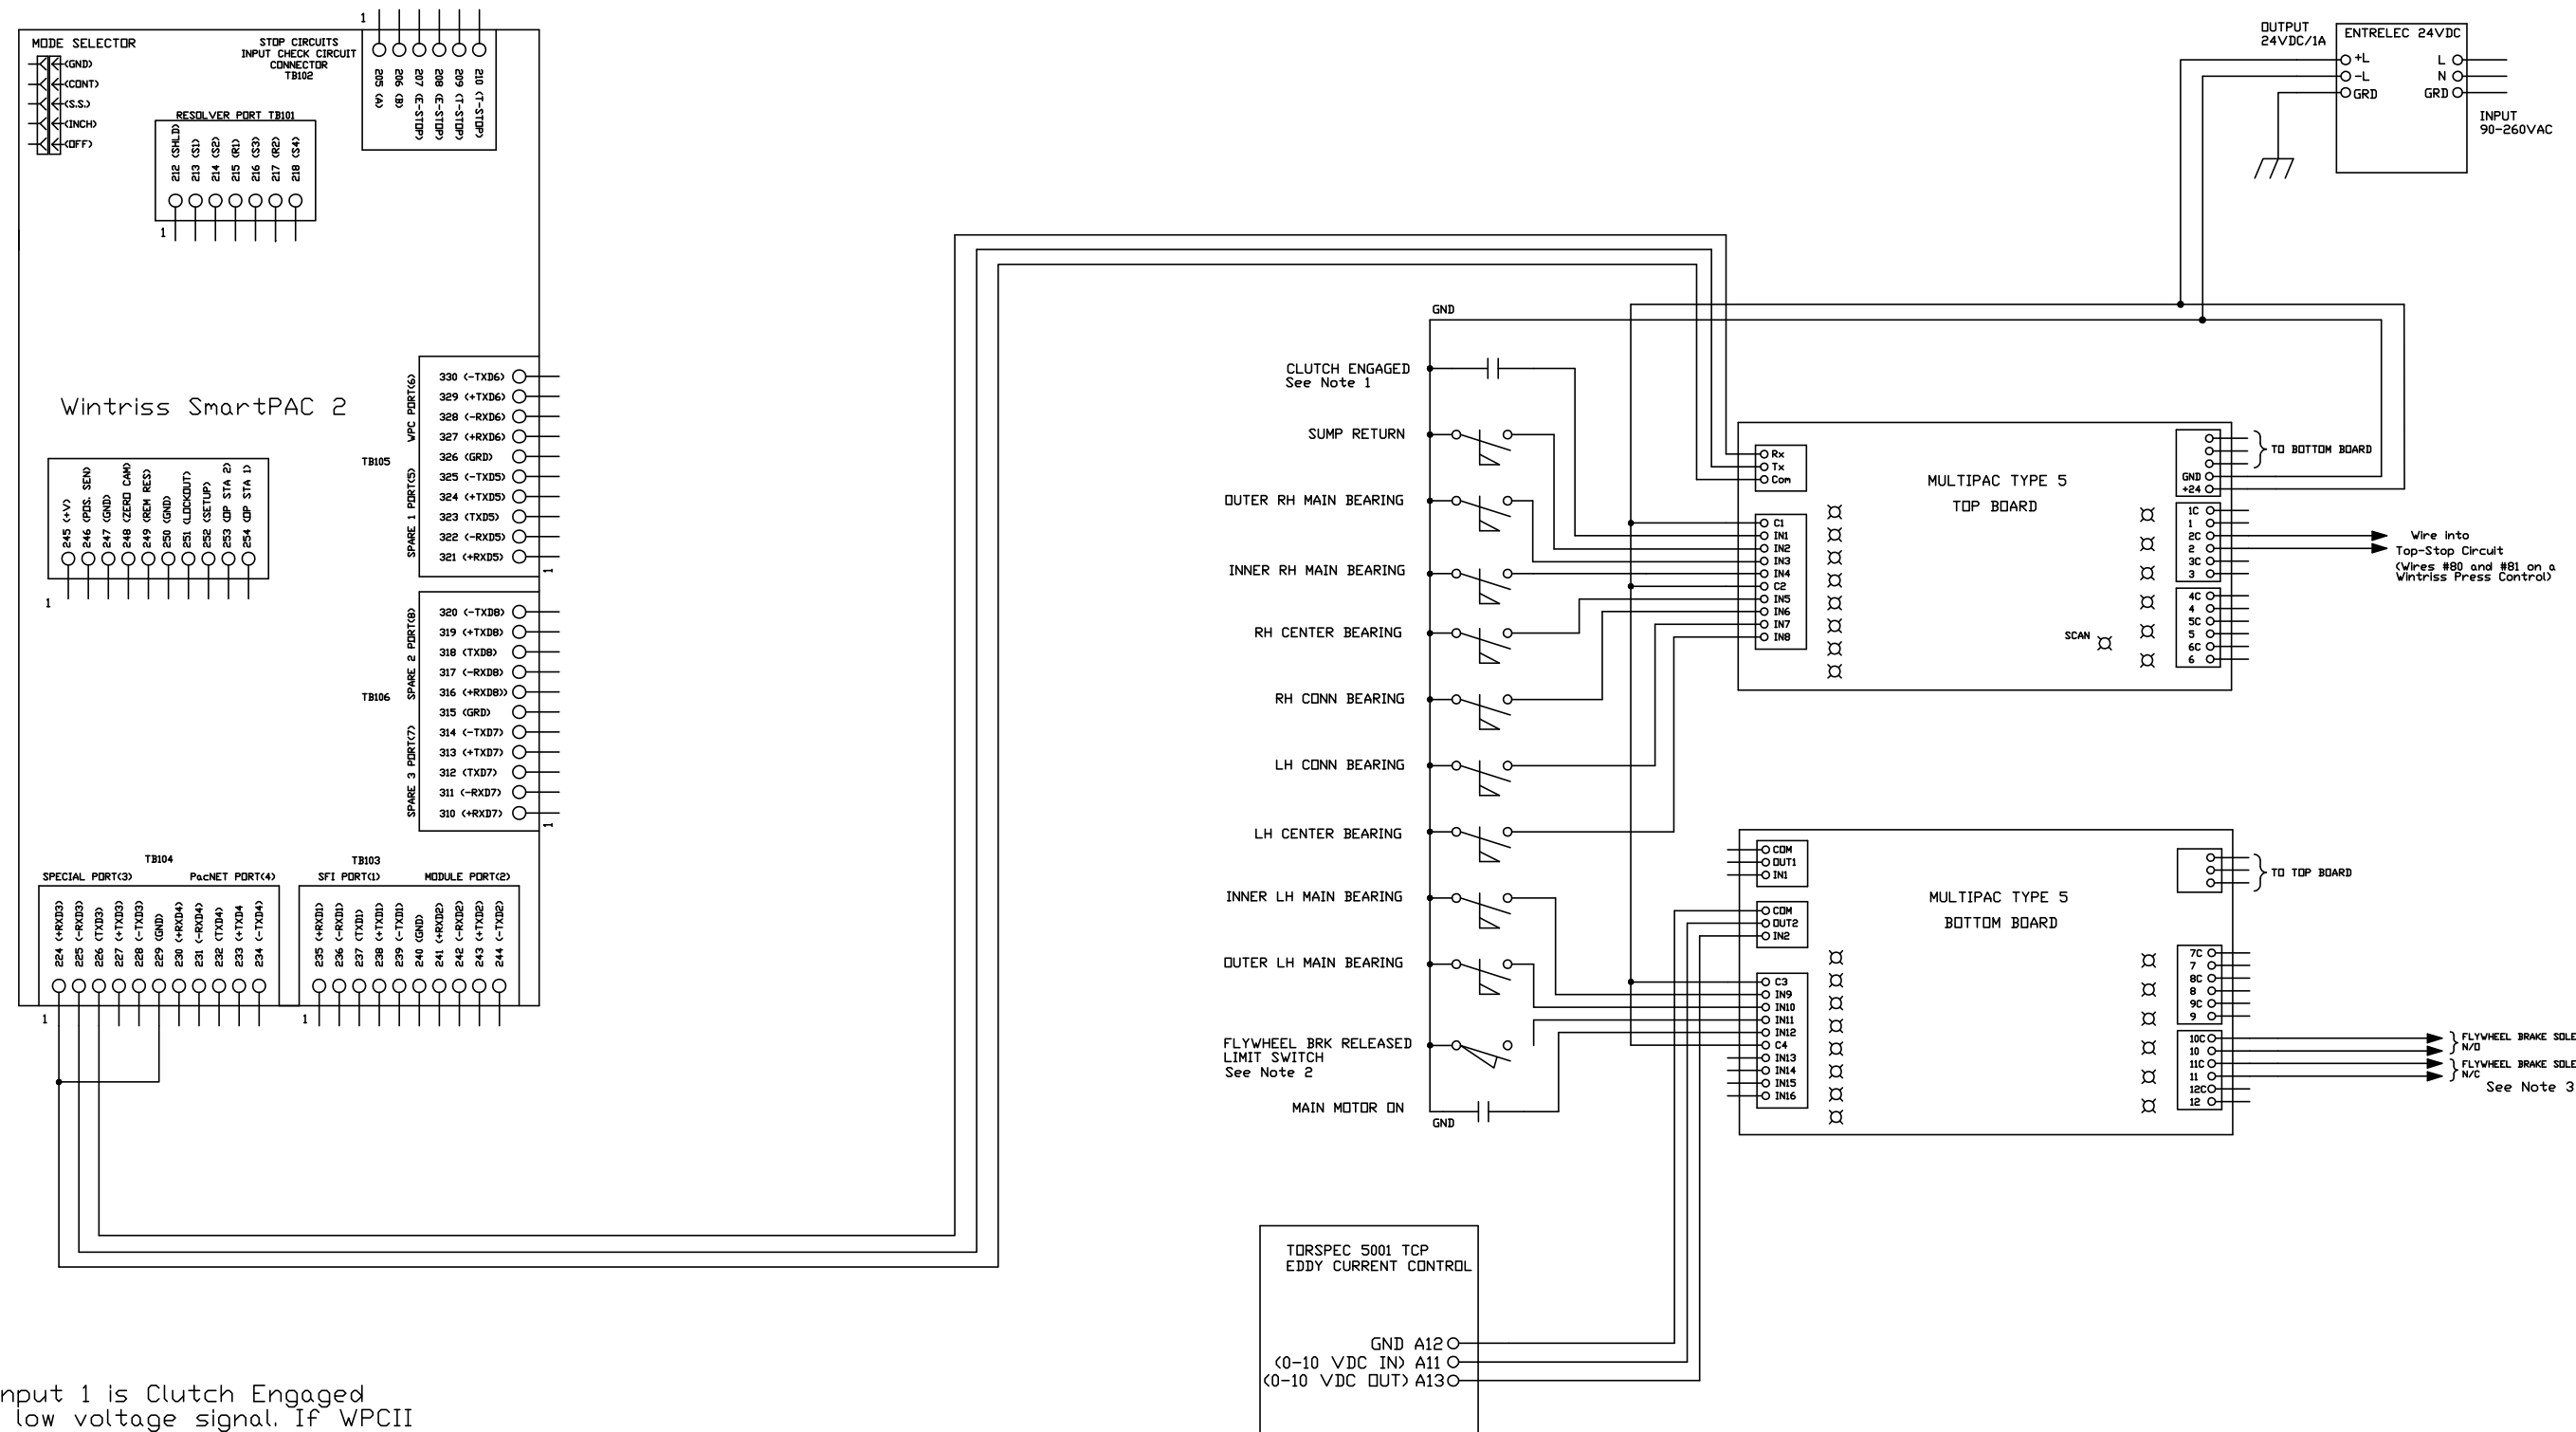 MODE SELECTOR
(GND)
(CONT)
(S.S.)
(INCH)
(OFF)
STOP CIRCUITS
INPUT CHECK CIRCUIT
CONNECTOR
TB102
1
205 (A)
206 (B)
207 (E-STOP)
208 (E-STOP)
209 (T-STOP)
210 (T-STOP)
RESOLVER PORT TB101
212 (SHLD)
213 (S1)
214 (S2)
215 (R1)
216 (S3)
217 (R2)
218 (S4)
1
Wintriss SmartPAC 2
245 (+V)
246 (POS. SEN)
247 (GND)
248 (ZERO CAM)
249 (REM RES)
250 (GND)
251 (LOCKOUT)
252 (SETUP)
253 (OP STA 2)
254 (OP STA 1)
1
TB105
WPC PORT(6)
SPARE 1 PORT(5)
330 (-TXD6)
329 (+TXD6)
328 (-RXD6)
327 (+RXD6)
326 (GRD)
325 (-TXD5)
324 (+TXD5)
323 (TXD5)
322 (-RXD5)
321 (+RXD5)
1
TB106
SPARE 2 PORT(8)
SPARE 3 PORT(7)
320 (-TXD8)
319 (+TXD8)
318 (TXD8)
317 (-RXD8)
316 (+RXD8))
315 (GRD)
314 (-TXD7)
313 (+TXD7)
312 (TXD7)
311 (-RXD7)
310 (+RXD7)
1
TB104
SPECIAL PORT(3)
PacNET PORT(4)
224 (+RXD3)
225 (-RXD3)
226 (TXD3)
227 (+TXD3)
228 (-TXD3)
229 (GND)
230 (+RXD4)
231 (-RXD4)
232 (TXD4)
233 (+TXD4
234 (-TXD4)
1
TB103
SFI PORT(1)
MODULE PORT(2)
235 (+RXD1)
236 (-RXD1)
237 (TXD1)
238 (+TXD1)
239 (-TXD1)
240 (GND)
241 (+RXD2)
242 (-RXD2)
243 (+TXD2)
244 (-TXD2)
1
nput 1 is Clutch Engaged
low voltage signal. If WPCII
GND
CLUTCH ENGAGED
See Note 1
SUMP RETURN
OUTER RH MAIN BEARING
INNER RH MAIN BEARING
RH CENTER BEARING
RH CONN BEARING
LH CONN BEARING
LH CENTER BEARING
INNER LH MAIN BEARING
OUTER LH MAIN BEARING
FLYWHEEL BRK RELEASED
LIMIT SWITCH
See Note 2
MAIN MOTOR ON
GND
TORSPEC 5001 TCP
EDDY CURRENT CONTROL
GND A12
(0-10 VDC IN) A11
(0-10 VDC OUT) A13
OUTPUT
24VDC/1A
ENTRELEC 24VDC
+L
-L
GRD
L
N
GRD
INPUT
90-260VAC
MULTIPAC TYPE 5
TOP BOARD
Rx
Tx
Com
C1
IN1
IN2
IN3
IN4
C2
IN5
IN6
IN7
IN8
SCAN
GND
+24
TO BOTTOM BOARD
1C
1
2C
2
3C
3
4C
4
5C
5
6C
6
Wire Into
Top-Stop Circuit
(Wires #80 and #81 on a
Wintriss Press Control)
MULTIPAC TYPE 5
BOTTOM BOARD
COM
OUT1
IN1
COM
OUT2
IN2
C3
IN9
IN10
IN11
IN12
C4
IN13
IN14
IN15
IN16
TO TOP BOARD
7C
7
8C
8
9C
9
10C
10
11C
11
12C
12
FLYWHEEL BRAKE SOLE
N/O
FLYWHEEL BRAKE SOLE
N/C
See Note 3